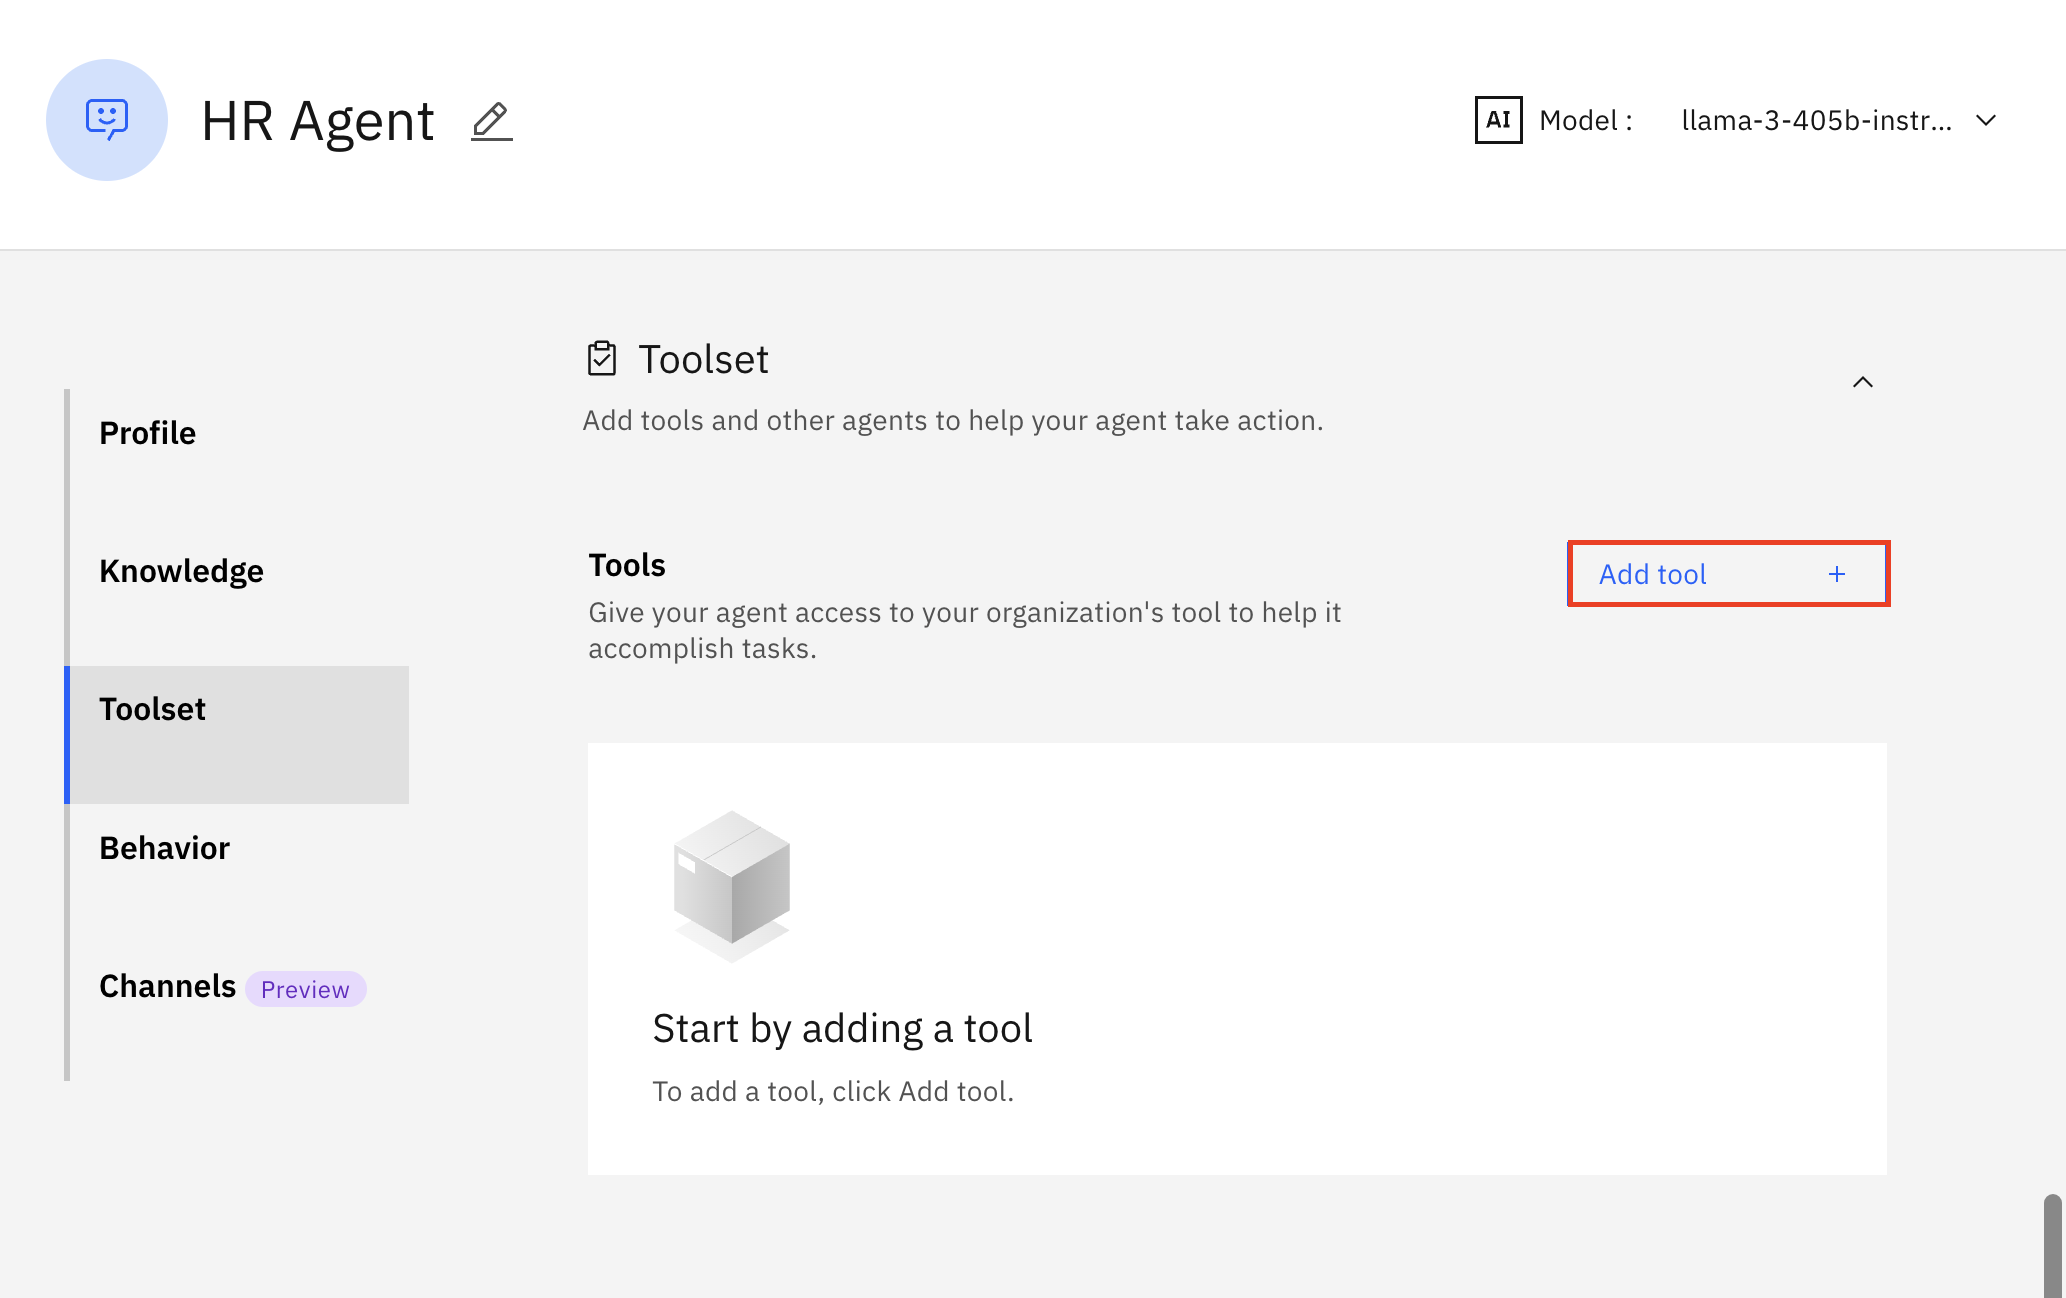 HR Agent
AI Model : llama-3-405b-instr...
Profile
Knowledge
Toolset
Behavior
Channels Preview
Toolset
Add tools and other agents to help your agent take action.
Tools
Give your agent access to your organization's tool to help it
accomplish tasks.
Add tool +
Start by adding a tool
To add a tool, click Add tool.